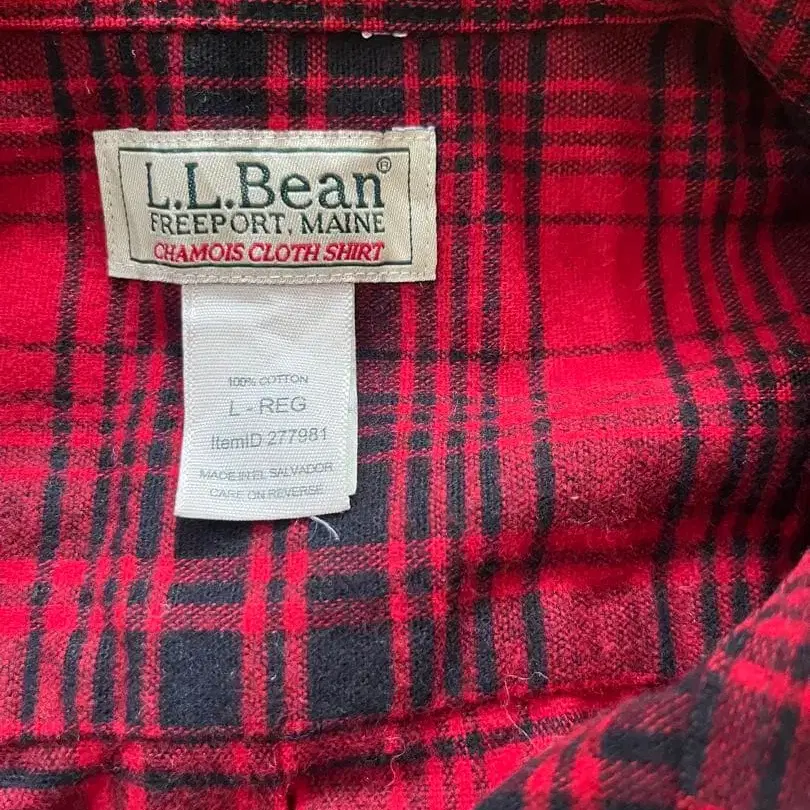 L.L.Bean®
FREEPORT, MAINE
CHAMOIS CLOTH SHIRT
100% COTTON
L - REG
ItemID 277981
MADE IN EL SALVADOR
CARE ON REVERSE